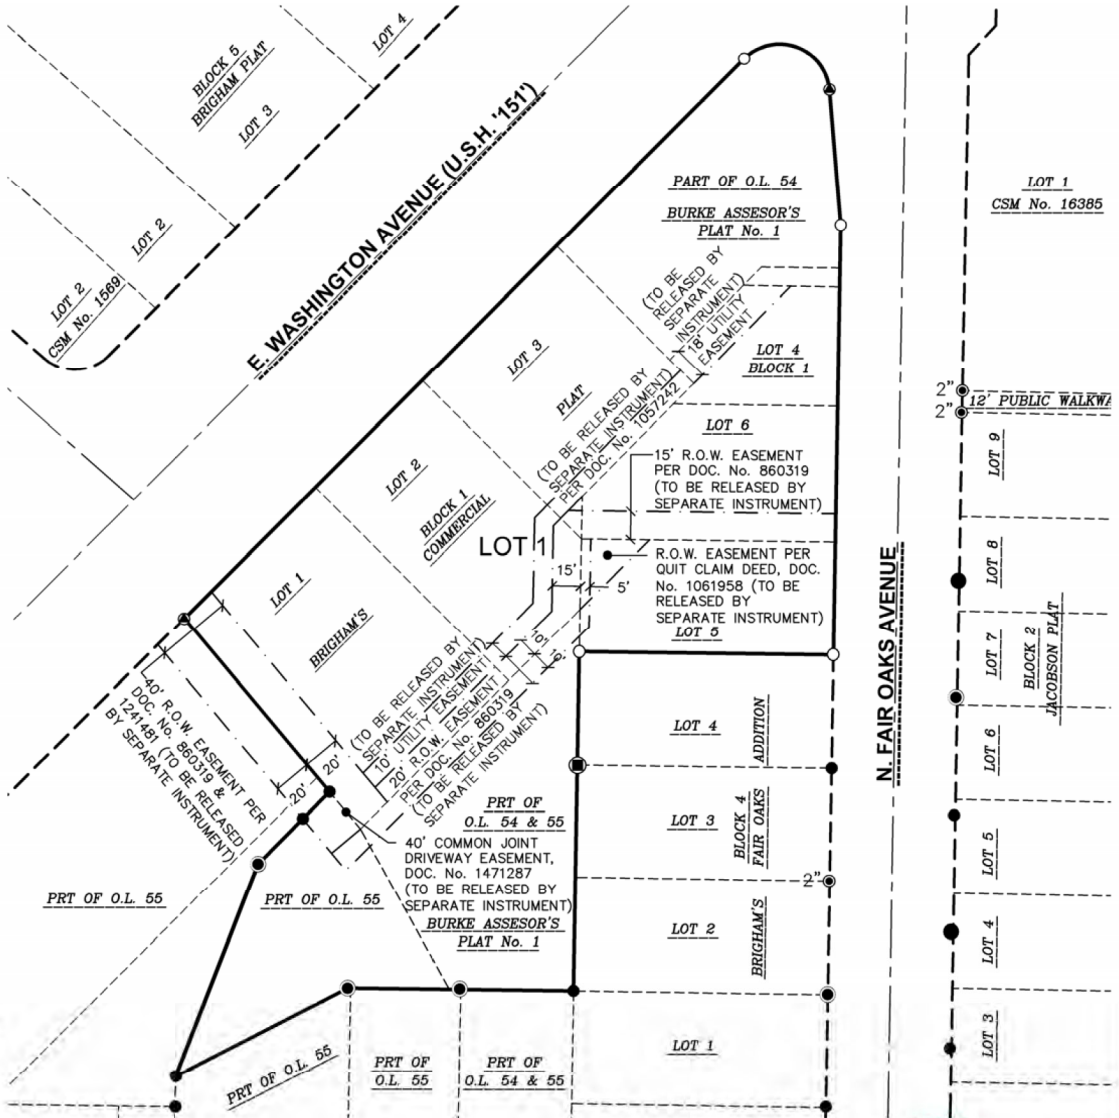 BLOCK 5
BRIGHAM PLAT
LOT 4
LOT 3
LOT 2
LOT 2
CSM No. 1569
E. WASHINGTON AVENUE (U.S.H. '151')
PART OF O.L. 54
BURKE ASSESOR'S
PLAT No. 1
LOT 1
CSM No. 16385
(TO BE
RELEASED BY
SEPARATE
INSTRUMENT)
18' UTILITY
EASEMENT
LOT 4
BLOCK 1
LOT 3
PLAT
(TO BE RELEASED BY
SEPARATE INSTRUMENT)
PER DOC. No. 1057242
LOT 6
2"
12' PUBLIC WALKWA
2"
LOT 9
15' R.O.W. EASEMENT
PER DOC. No. 860319
(TO BE RELEASED BY
SEPARATE INSTRUMENT)
LOT 2
BLOCK 1
COMMERCIAL
LOT 1
15'
5'
R.O.W. EASEMENT PER
QUIT CLAIM DEED, DOC.
No. 1061958 (TO BE
RELEASED BY
SEPARATE INSTRUMENT)
LOT 5
LOT 8
N. FAIR OAKS AVENUE
LOT 1
BRIGHAM'S
10'
10'
LOT 7
BLOCK 2
JACOBSON PLAT
40' R.O.W. EASEMENT PER
DOC. No. 860319 &
1241481 (TO BE RELEASED
BY SEPARATE INSTRUMENT)
20'
20'
(TO BE RELEASED BY
SEPARATE INSTRUMENT)
10' UTILITY EASEMENT
20' R.O.W. EASEMENT
PER DOC. No. 860319
(TO BE RELEASED BY
SEPARATE INSTRUMENT)
LOT 4
ADDITION
LOT 6
PRT OF
O.L. 54 & 55
LOT 3
BLOCK 4
FAIR OAKS
LOT 5
40' COMMON JOINT
DRIVEWAY EASEMENT,
DOC. No. 1471287
(TO BE RELEASED BY
SEPARATE INSTRUMENT)
BURKE ASSESOR'S
PLAT No. 1
2"
PRT OF O.L. 55
PRT OF O.L. 55
LOT 2
BRIGHAM'S
LOT 4
LOT 3
PRT OF O.L. 55
PRT OF
O.L. 55
PRT OF
O.L. 54 & 55
LOT 1